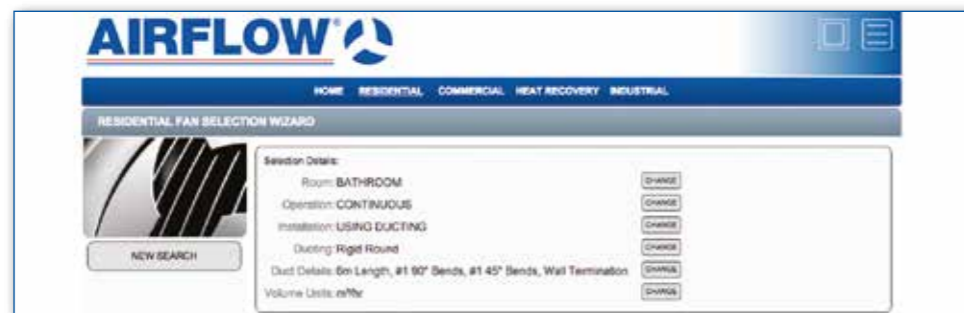 AIRFLOW
HOME RESIDENTIAL COMMERCIAL HEAT RECOVERY INDUSTRIAL
RESIDENTIAL FAN SELECTION WIZARD
Selection Details:
Room: BATHROOM CHANGE
Operation: CONTINUOUS CHANGE
Installation: USING DUCTING CHANGE
Ducting: Rigid Round CHANGE
NEW SEARCH
Duct Details: 6m Length, #1 90° Bends, #1 45° Bends, Wall Termination CHANGE
Volume Units: m³/hr CHANGE